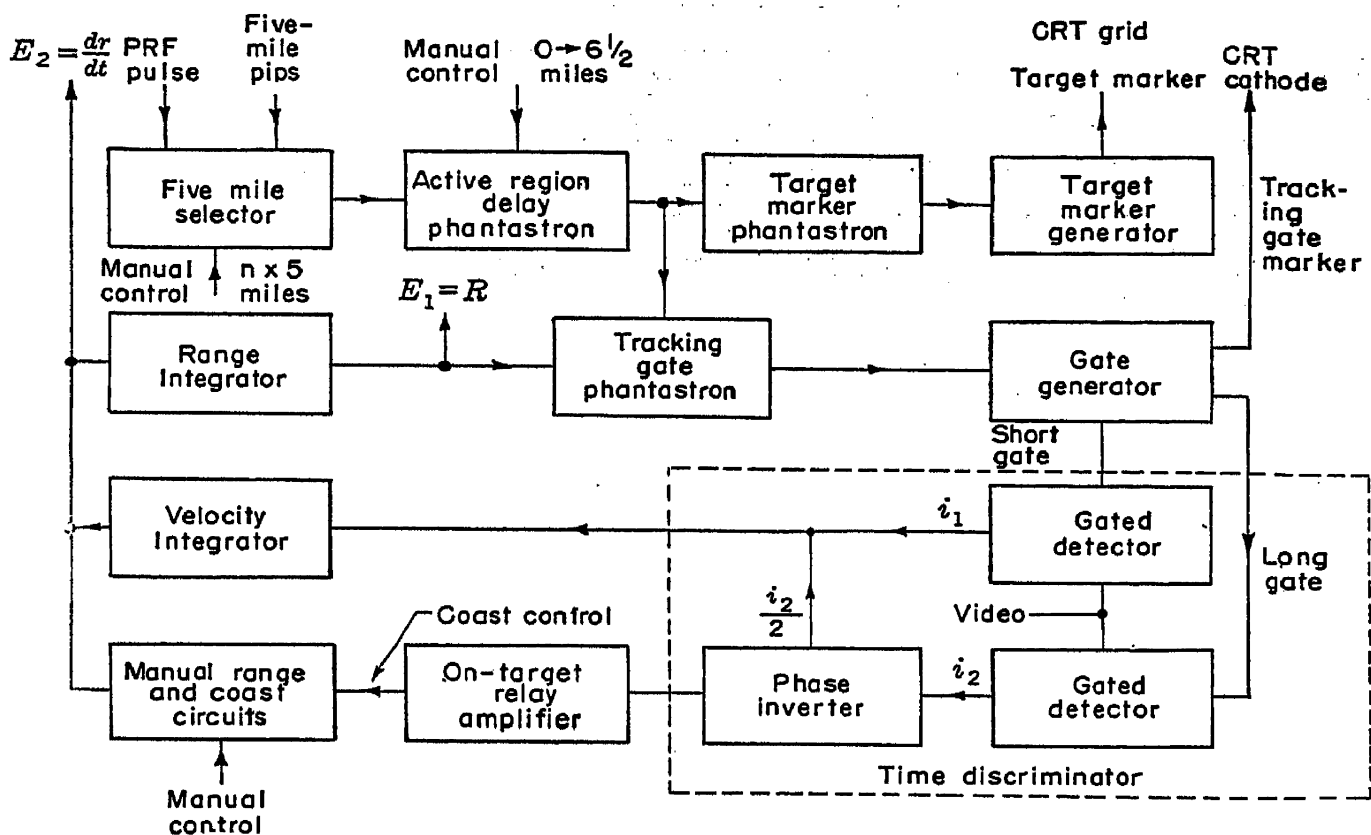 E₂ = dr/dt
PRF
pulse
Five-
mile
pips
Manual
control
0→6½
miles
CRT grid
Target marker
CRT
cathode
Five mile
selector
Active region
delay
phantastron
Target
marker
phantastron
Target
marker
generator
Track-
ing
gate
marker
Manual
control
n x 5
miles
E₁ = R
Range
Integrator
Tracking
gate
phantastron
Gate
generator
Short
gate
Velocity
Integrator
i₁
Gated
detector
Long
gate
i₂/2
Video
Coast control
Manual range
and coast
circuits
On-target
relay
amplifier
Phase
inverter
i₂
Gated
detector
Time discriminator
Manual
control